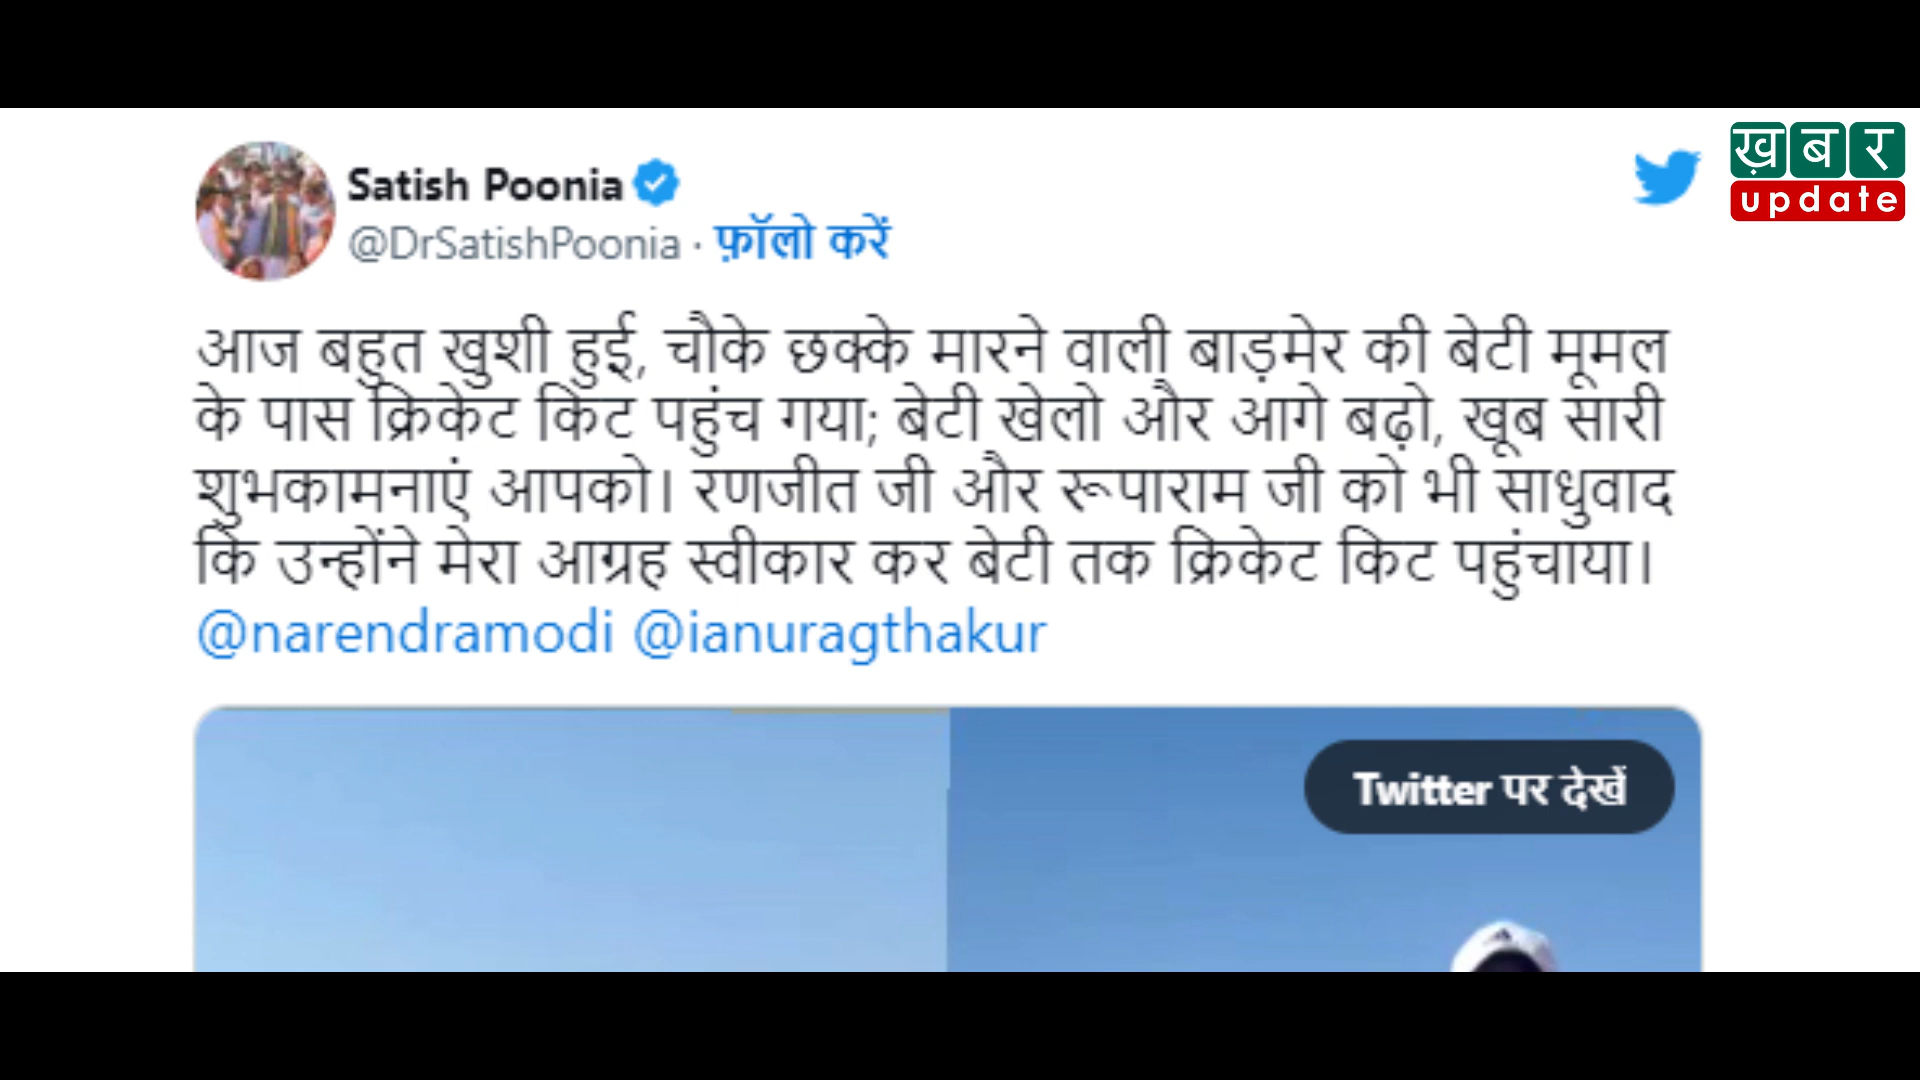 Satish Poonia
@DrSatishPoonia · फ़ॉलो करें
ख़बर
update
आज बहुत खुशी हुई, चौके छक्के मारने वाली बाड़मेर की बेटी मूमल
के पास क्रिकेट किट पहुंच गया; बेटी खेलो और आगे बढ़ो, खूब सारी
शुभकामनाएं आपको। रणजीत जी और रूपाराम जी को भी साधुवाद
कि उन्होंने मेरा आग्रह स्वीकार कर बेटी तक क्रिकेट किट पहुंचाया।
@narendramodi @ianuragthakur
Twitter पर देखें